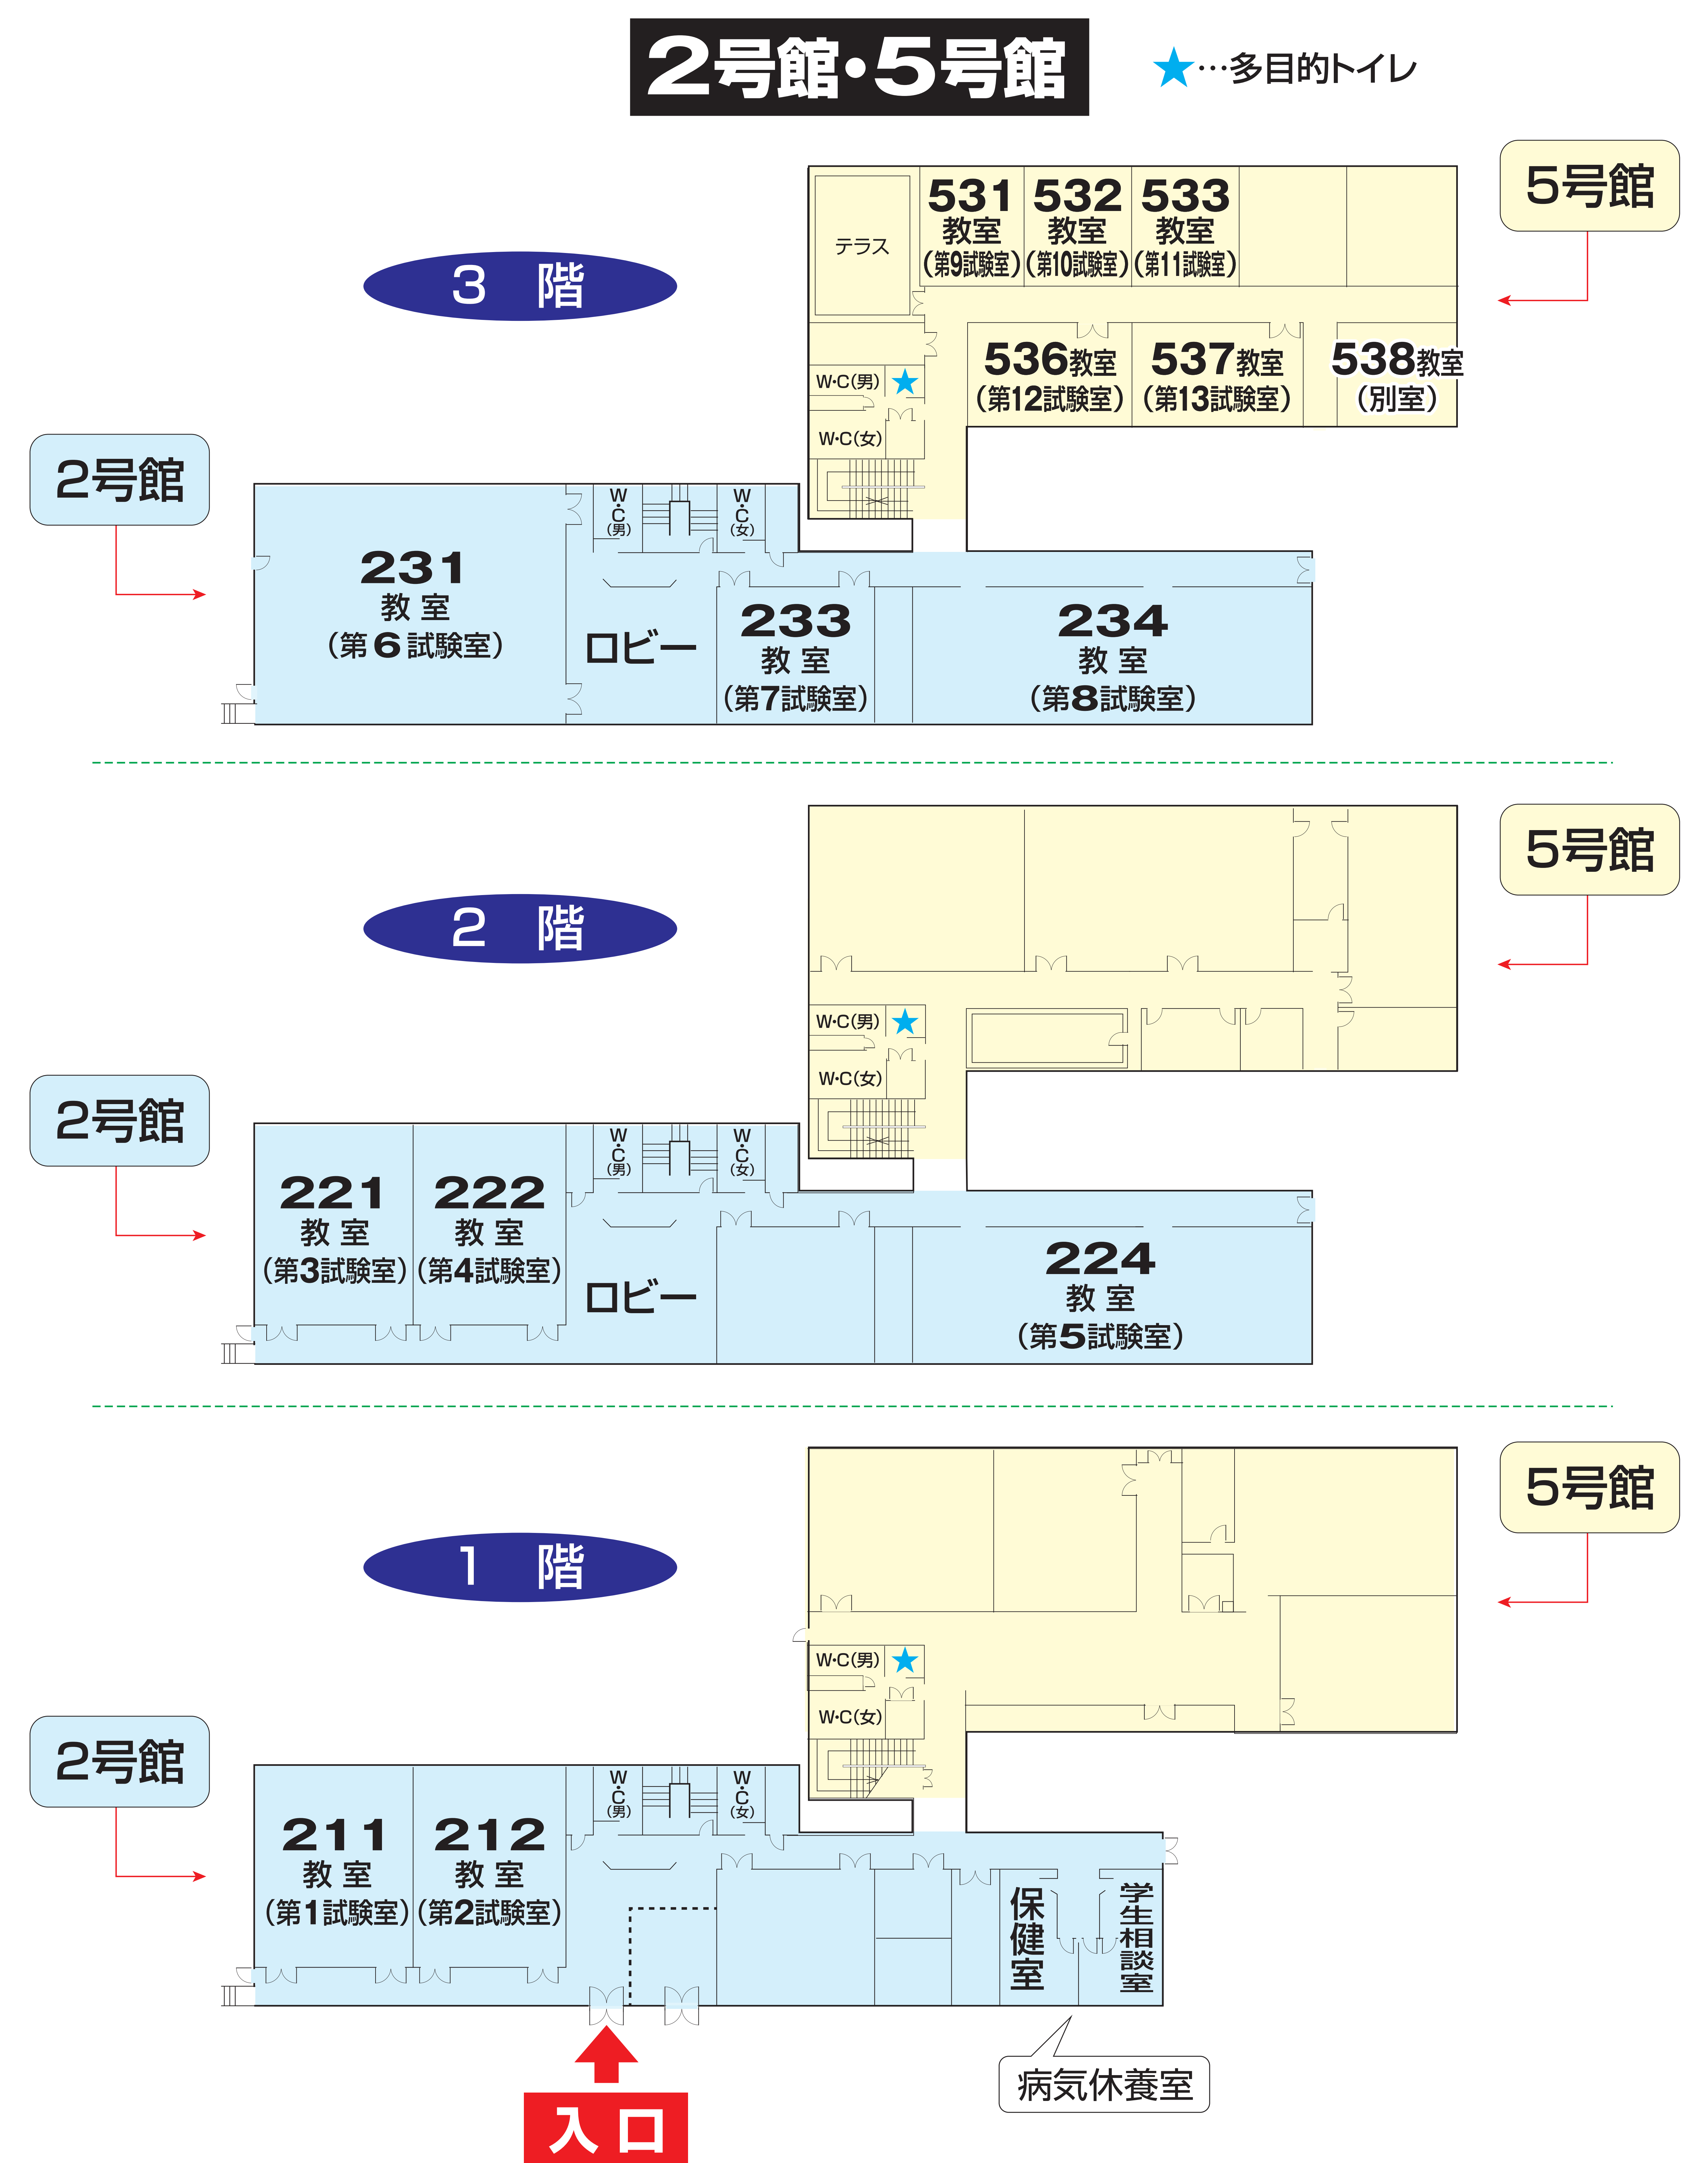 2号館・5号館
★…多目的トイレ
5号館
3 階
テラス
531
教室
(第9試験室)
532
教室
(第10試験室)
533
教室
(第11試験室)
536教室
(第12試験室)
537教室
(第13試験室)
538教室
(別室)
W・C(男)
★
W・C(女)
2号館
231
教室
(第6試験室)
W・C(男)
W・C(女)
ロビー
233
教室
(第7試験室)
234
教室
(第8試験室)
5号館
2 階
W・C(男)
★
W・C(女)
2号館
221
教室
(第3試験室)
222
教室
(第4試験室)
W・C(男)
W・C(女)
ロビー
224
教室
(第5試験室)
5号館
1 階
W・C(男)
★
W・C(女)
2号館
211
教室
(第1試験室)
212
教室
(第2試験室)
W・C(男)
W・C(女)
保健室
学生相談室
病気休養室
入口